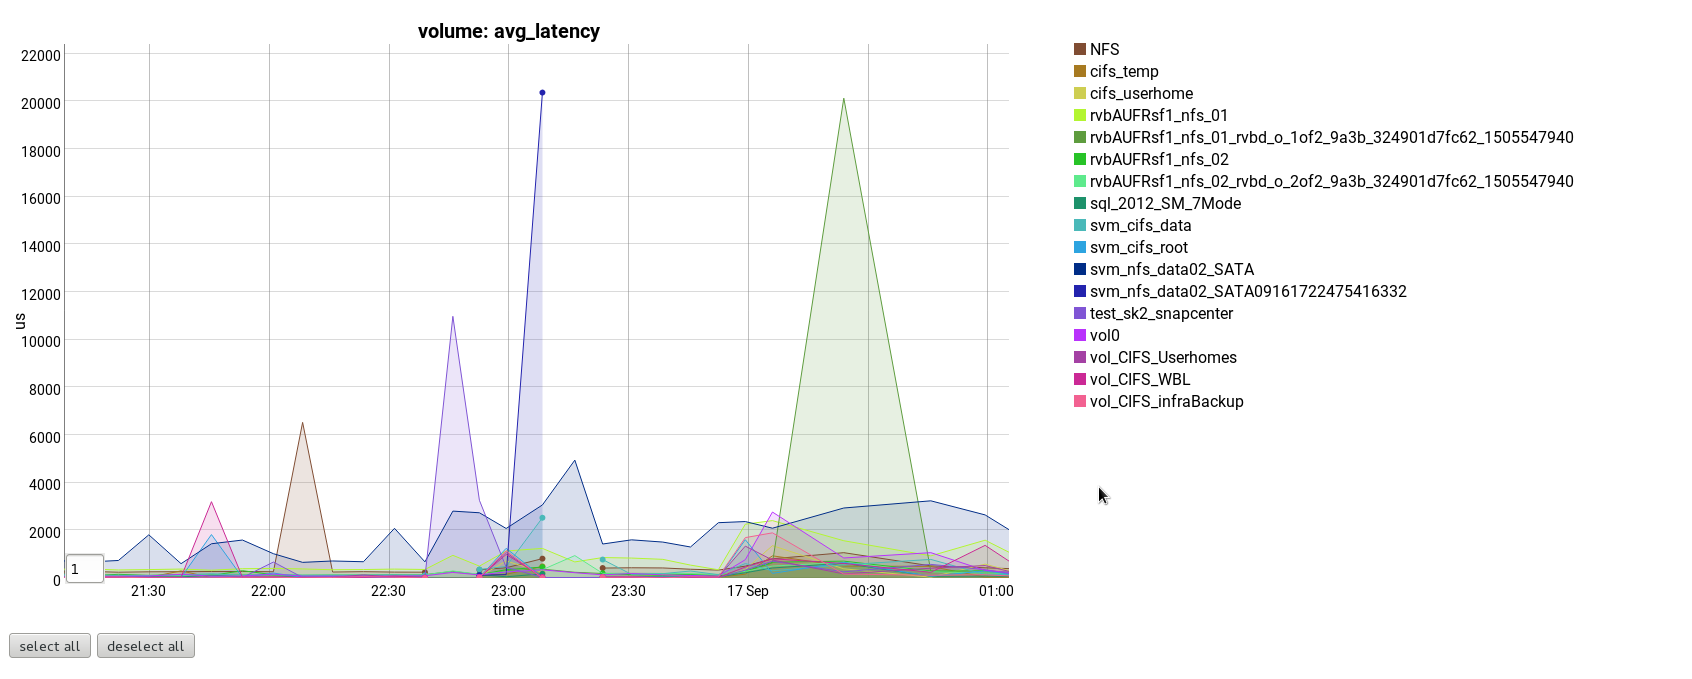 volume: avg_latency
22000
20000
18000
16000
14000
12000
10000
8000
6000
4000
2000
0
us
1
21:30 22:00 22:30 23:00 23:30 17 Sep 00:30 01:00
time
NFS
cifs_temp
cifs_userhome
rvbAUFRsf1_nfs_01
rvbAUFRsf1_nfs_01_rvbd_o_1of2_9a3b_324901d7fc62_1505547940
rvbAUFRsf1_nfs_02
rvbAUFRsf1_nfs_02_rvbd_o_2of2_9a3b_324901d7fc62_1505547940
sql_2012_SM_7Mode
svm_cifs_data
svm_cifs_root
svm_nfs_data02_SATA
svm_nfs_data02_SATA09161722475416332
test_sk2_snapcenter
vol0
vol_CIFS_Userhomes
vol_CIFS_WBL
vol_CIFS_infraBackup
select all
deselect all